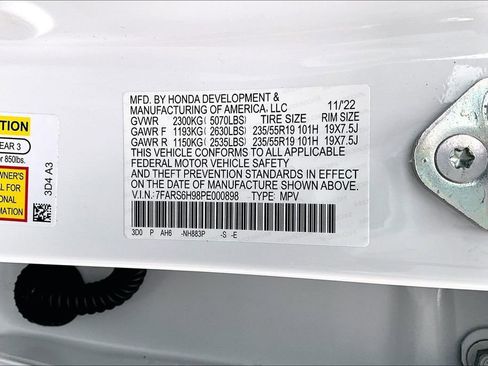 TION
EAR 3
or 850lbs.
WNER'S
AL FOR
ONAL
MATION
3D4 A3
MFD. BY HONDA DEVELOPMENT &
MANUFACTURING OF AMERICA, LLC 11/22
GVWR 2300KG(5070LBS) TIRE SIZE RIM SIZE
GAWR F 1193KG(2630LBS) 235/55R19 101H 19X7.5J
GAWR R 1150KG(2535LBS) 235/55R19 101H 19X7.5J
THIS VEHICLE CONFORMS TO ALL APPLICABLE
FEDERAL MOTOR VEHICLE SAFETY
AND THEFT PREVENTION STANDARDS IN EFFECT
ON THE DATE OF MANUFACTURE SHOWN ABOVE.
V.I.N.:7FARS6H98PE000898 TYPE: MPV
3D0 P AH6 -NH883P -S -E